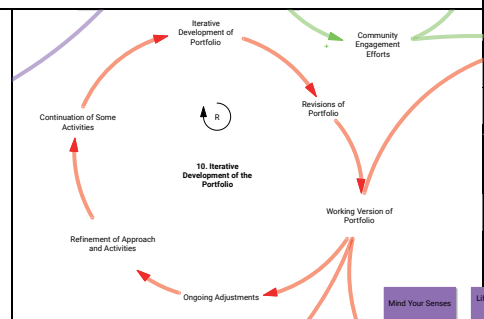 Iterative
Development of
Portfolio
Community
Engagement
Efforts
+
Revisions of
Portfolio
Continuation of Some
Activities
R
10. Iterative
Development of the
Portfolio
Working Version of
Portfolio
Refinement of Approach
and Activities
Ongoing Adjustments
Mind Your Senses